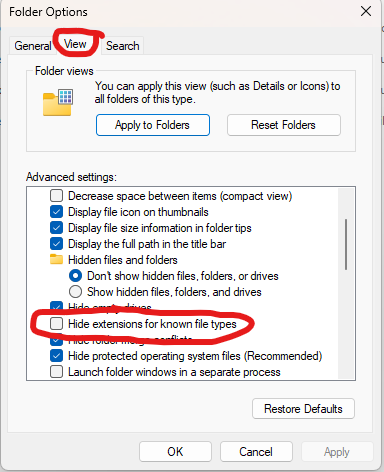 Folder Options
General
View
Search
Folder views
You can apply this view (such as Details or Icons) to
all folders of this type.
Apply to Folders
Reset Folders
Advanced settings:
Decrease space between items (compact view)
Display file icon on thumbnails
Display file size information in folder tips
Display the full path in the title bar
Hidden files and folders
Don't show hidden files, folders, or drives
Show hidden files, folders, and drives
Hide empty drives
Hide extensions for known file types
Hide folder merge conflicts
Hide protected operating system files (Recommended)
Launch folder windows in a separate process
Restore Defaults
OK
Cancel
Apply